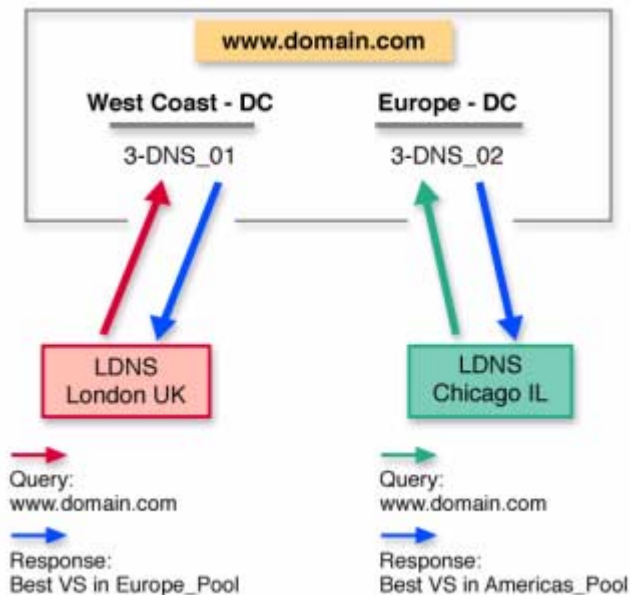 www.domain.com
West Coast - DC
Europe - DC
3-DNS_01
3-DNS_02
LDNS
London UK
LDNS
Chicago IL
Query:
www.domain.com
Response:
Best VS in Europe_Pool
Query:
www.domain.com
Response:
Best VS in Americas_Pool